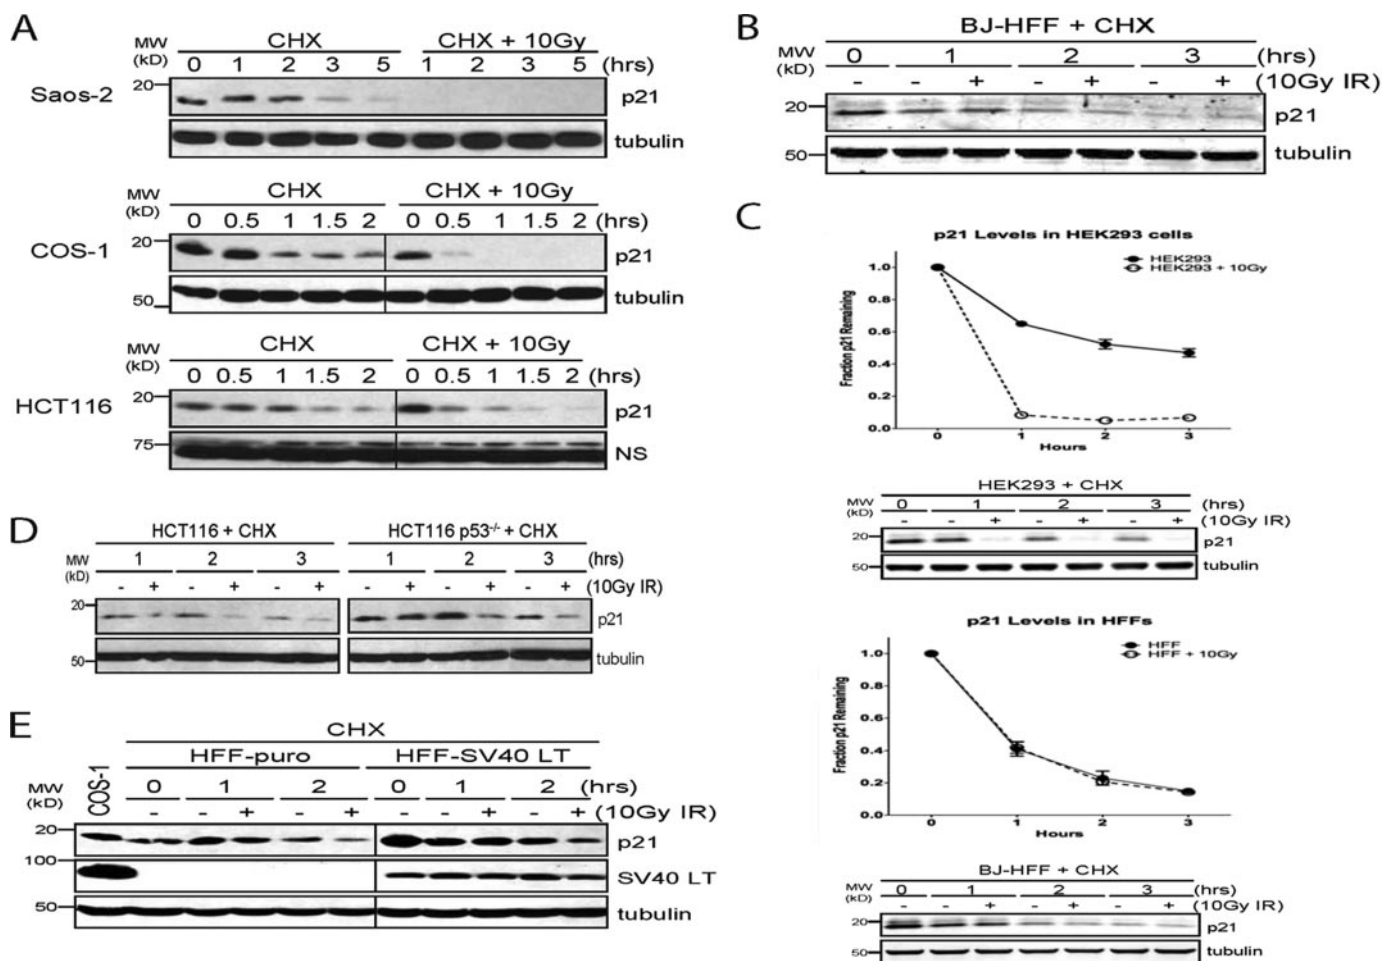 A
MW
(kD)
CHX
CHX + 10Gy
0 1 2 3 5 1 2 3 5 (hrs)
Saos-2
20
p21
tubulin
MW
(kD)
CHX
CHX + 10Gy
0 0.5 1 1.5 2 0 0.5 1 1.5 2 (hrs)
COS-1
20
p21
50
tubulin
MW
(kD)
CHX
CHX + 10Gy
0 0.5 1 1.5 2 0 0.5 1 1.5 2 (hrs)
HCT116
20
p21
75
NS
B
BJ-HFF + CHX
MW
(kD)
0 1 2 3 (hrs)
- - + - + - + (10Gy IR)
20
p21
50
tubulin
C
p21 Levels in HEK293 cells
HEK293
HEK293 + 10Gy
Fraction p21 Remaining
1.0
0.8
0.6
0.4
0.2
0.0
0 1 2 3
Hours
HEK293 + CHX
MW
(kD)
0 1 2 3 (hrs)
- - + - + - + (10Gy IR)
20
p21
50
tubulin
p21 Levels in HFFs
HFF
HFF + 10Gy
Fraction p21 Remaining
1.0
0.8
0.6
0.4
0.2
0.0
0 1 2 3
Hours
BJ-HFF + CHX
MW
(kD)
0 1 2 3 (hrs)
- - + - + - + (10Gy IR)
20
p21
50
tubulin
D
HCT116 + CHX
HCT116 p53-/- + CHX
MW
(kD)
1 2 3 1 2 3 (hrs)
- + - + - + - + - + - + (10Gy IR)
20
p21
50
tubulin
E
CHX
HFF-puro
HFF-SV40 LT
MW
(kD)
COS-1
0 1 2 0 1 2 (hrs)
- - + - + - - + - + (10Gy IR)
20
p21
100
SV40 LT
50
tubulin